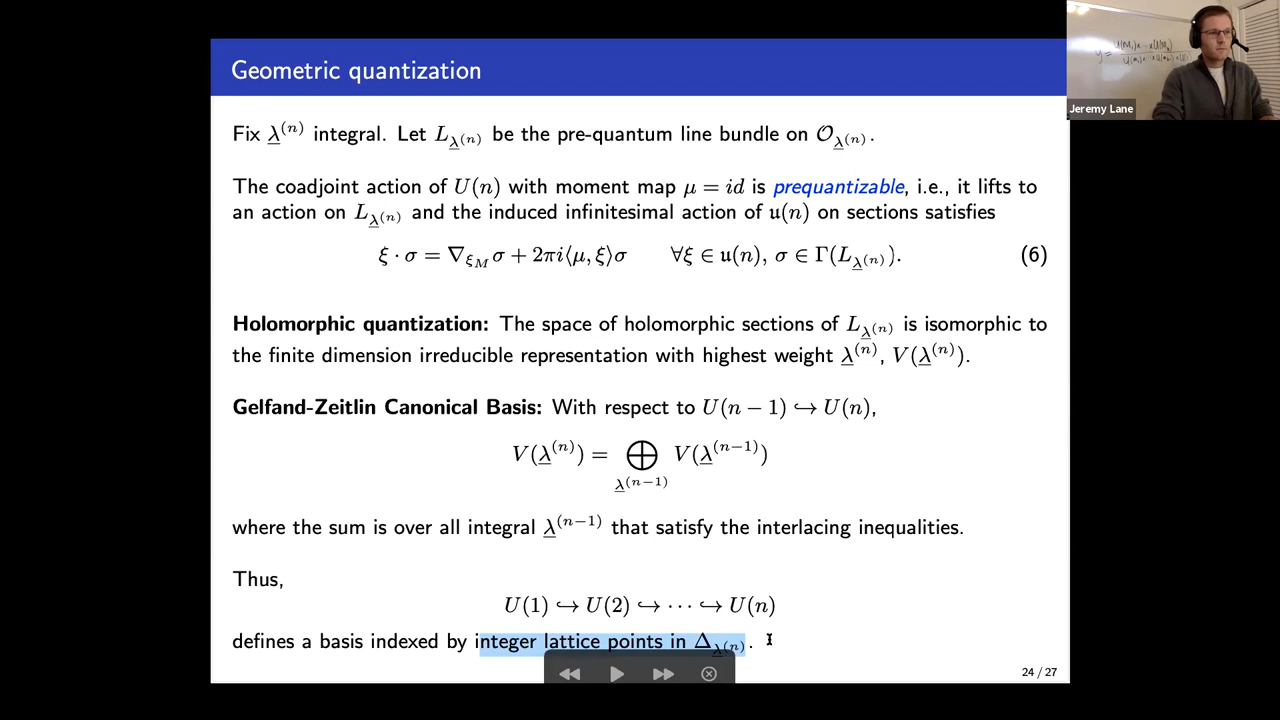 Geometric quantization
Fix λ̲⁽ⁿ⁾ integral. Let L_λ̲⁽ⁿ⁾ be the pre-quantum line bundle on 𝒪_λ̲⁽ⁿ⁾.
The coadjoint action of U(n) with moment map μ = id is prequantizable, i.e., it lifts to
an action on L_λ̲⁽ⁿ⁾ and the induced infinitesimal action of 𝔲(n) on sections satisfies
ξ · σ = ∇_{ξ_M} σ + 2πi⟨μ, ξ⟩σ ∀ξ ∈ 𝔲(n), σ ∈ Γ(L_λ̲⁽ⁿ⁾). (6)
Holomorphic quantization: The space of holomorphic sections of L_λ̲⁽ⁿ⁾ is isomorphic to
the finite dimension irreducible representation with highest weight λ̲⁽ⁿ⁾, V(λ̲⁽ⁿ⁾).
Gelfand-Zeitlin Canonical Basis: With respect to U(n − 1) ↪ U(n),
V(λ̲⁽ⁿ⁾) = ⨁ V(λ̲⁽ⁿ⁻¹⁾)
λ̲⁽ⁿ⁻¹⁾
where the sum is over all integral λ̲⁽ⁿ⁻¹⁾ that satisfy the interlacing inequalities.
Thus,
U(1) ↪ U(2) ↪ ⋯ ↪ U(n)
defines a basis indexed by integer lattice points in Δ_λ̲⁽ⁿ⁾.
24 / 27
Jeremy Lane